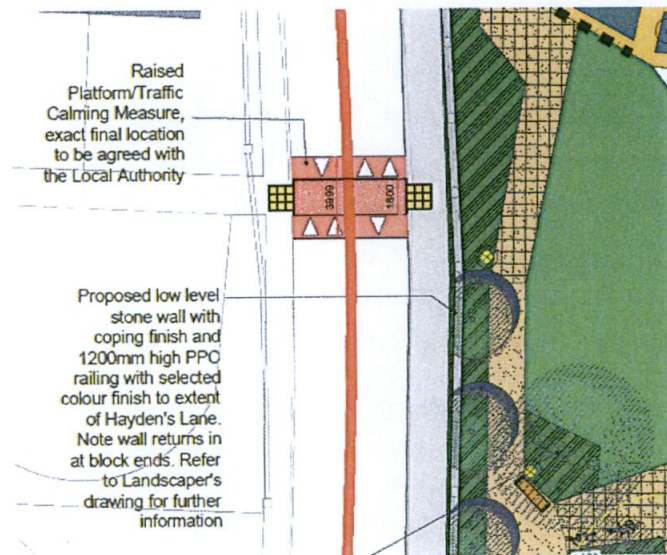 Raised
Platform/Traffic
Calming Measure,
exact final location
to be agreed with
the Local Authority
3999
1800
Proposed low level
stone wall with
coping finish and
1200mm high PPC
railing with selected
colour finish to extent
of Hayden's Lane.
Note wall returns in
at block ends. Refer
to Landscaper's
drawing for further
information